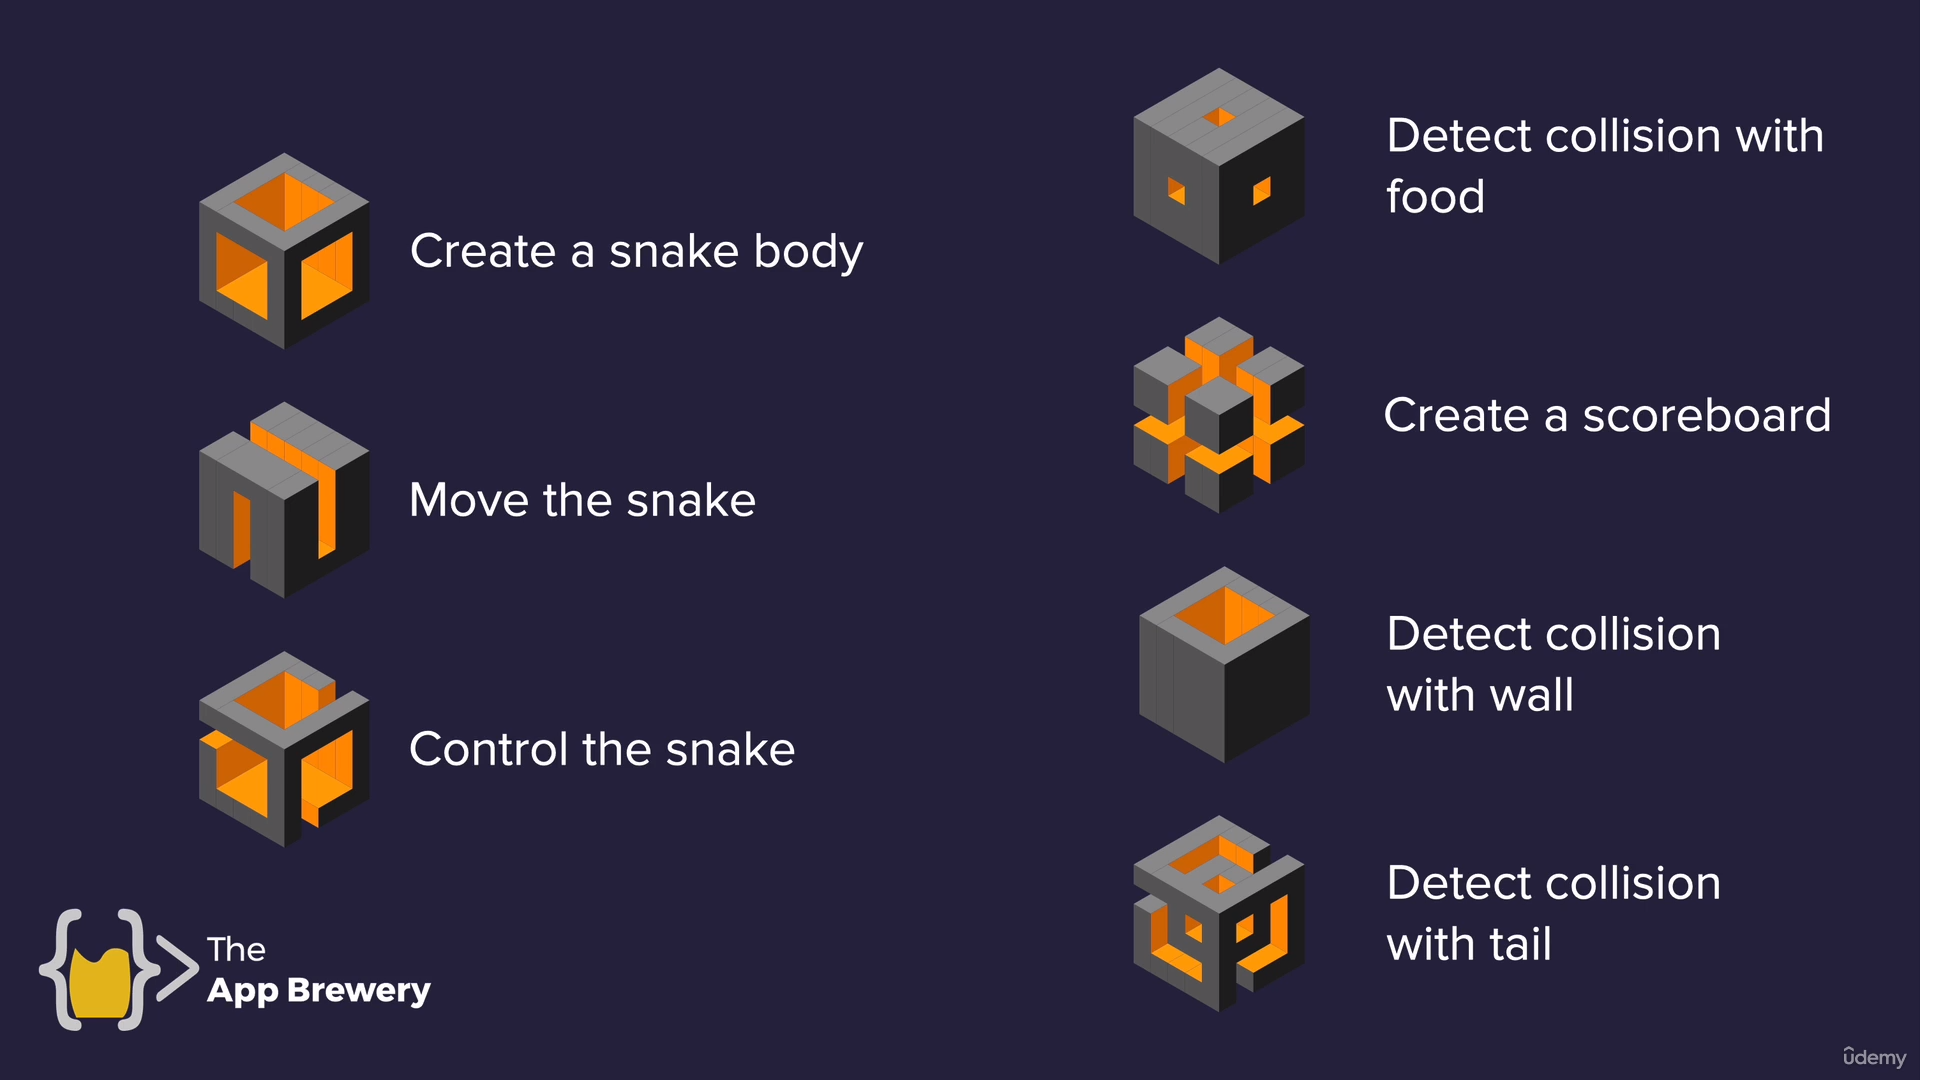 Create a snake body
Move the snake
Control the snake
Detect collision with
food
Create a scoreboard
Detect collision
with wall
Detect collision
with tail
The
App Brewery
ûdemy